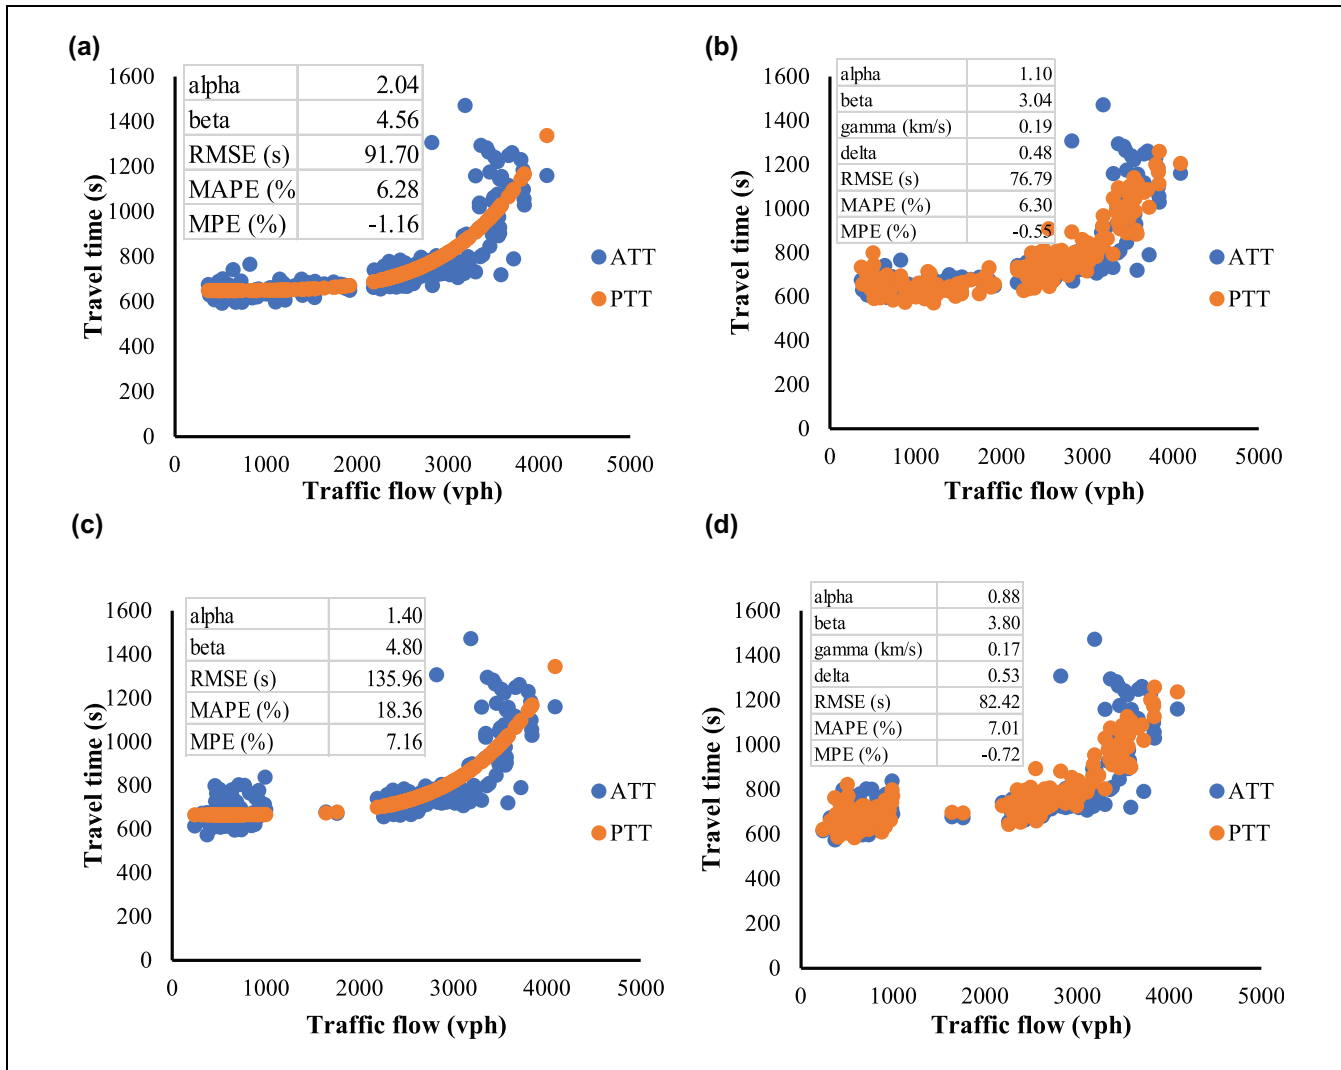 (a)
alpha 2.04
beta 4.56
RMSE (s) 91.70
MAPE (% 6.28
MPE (%) -1.16
1600
1400
1200
1000
800
600
400
200
0
Travel time (s)
0 1000 2000 3000 4000 5000
Traffic flow (vph)
ATT
PTT
(b)
alpha 1.10
beta 3.04
gamma (km/s) 0.19
delta 0.48
RMSE (s) 76.79
MAPE (%) 6.30
MPE (%) -0.55
1600
1400
1200
1000
800
600
400
200
0
Travel time (s)
0 1000 2000 3000 4000 5000
Traffic flow (vph)
ATT
PTT
(c)
alpha 1.40
beta 4.80
RMSE (s) 135.96
MAPE (%) 18.36
MPE (%) 7.16
1600
1400
1200
1000
800
600
400
200
0
Travel time (s)
0 1000 2000 3000 4000 5000
Traffic flow (vph)
ATT
PTT
(d)
alpha 0.88
beta 3.80
gamma (km/s) 0.17
delta 0.53
RMSE (s) 82.42
MAPE (%) 7.01
MPE (%) -0.72
1600
1400
1200
1000
800
600
400
200
0
Travel time (s)
0 1000 2000 3000 4000 5000
Traffic flow (vph)
ATT
PTT